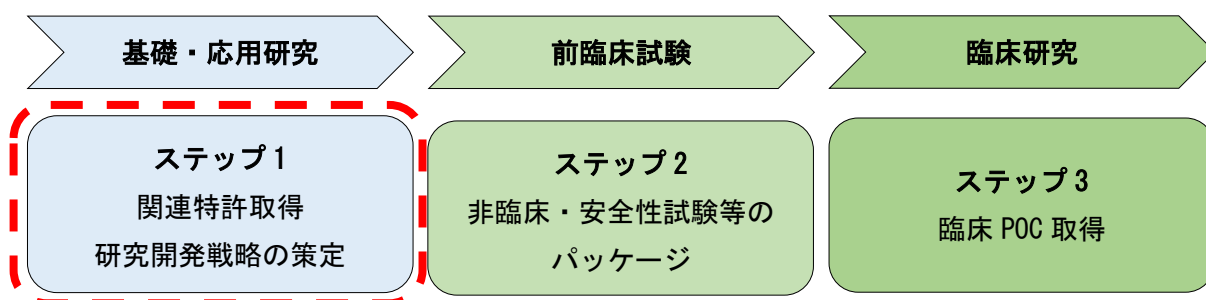 基礎・応用研究
前臨床試験
臨床研究
ステップ1
関連特許取得
研究開発戦略の策定
ステップ2
非臨床・安全性試験等の
パッケージ
ステップ3
臨床 POC 取得